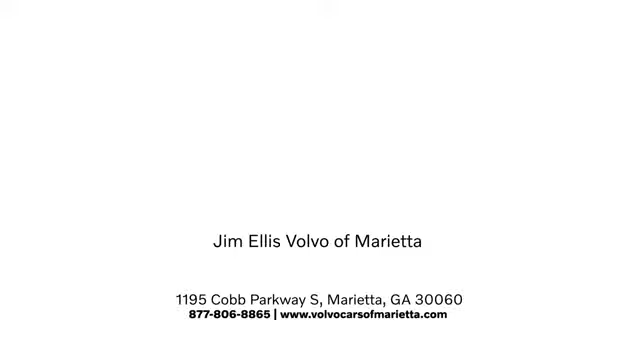 Jim Ellis Volvo of Marietta
1195 Cobb Parkway S, Marietta, GA 30060
877-806-8865 | www.volvocarsofmarietta.com